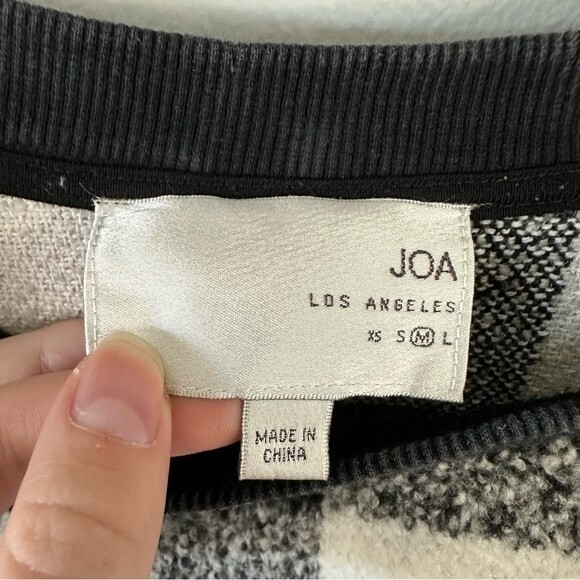 JOA
LOS ANGELES
XS S M L
MADE IN
CHINA